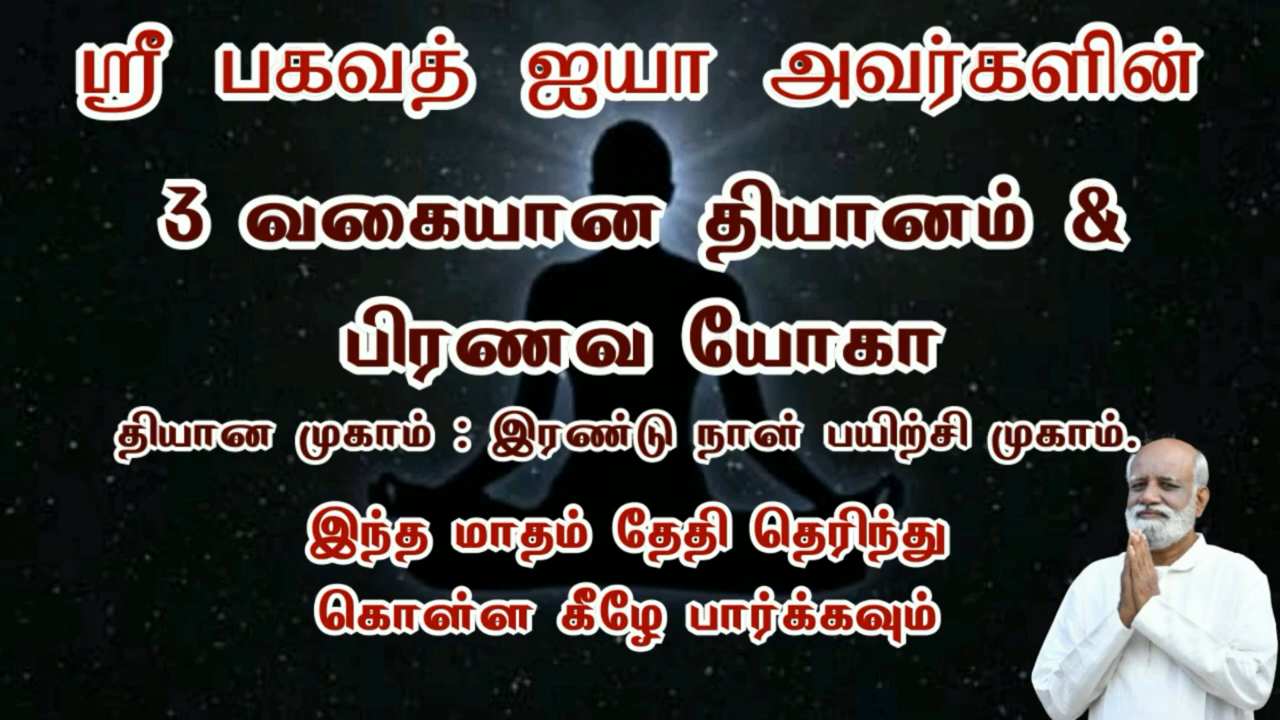 ஸ்ரீ பகவத் ஐயா அவர்களின்
3 வகையான தியானம் &
பிரணவ யோகா
தியான முகாம் : இரண்டு நாள் பயிற்சி முகாம்.
இந்த மாதம் தேதி தெரிந்து
கொள்ள கீழே பார்க்கவும்